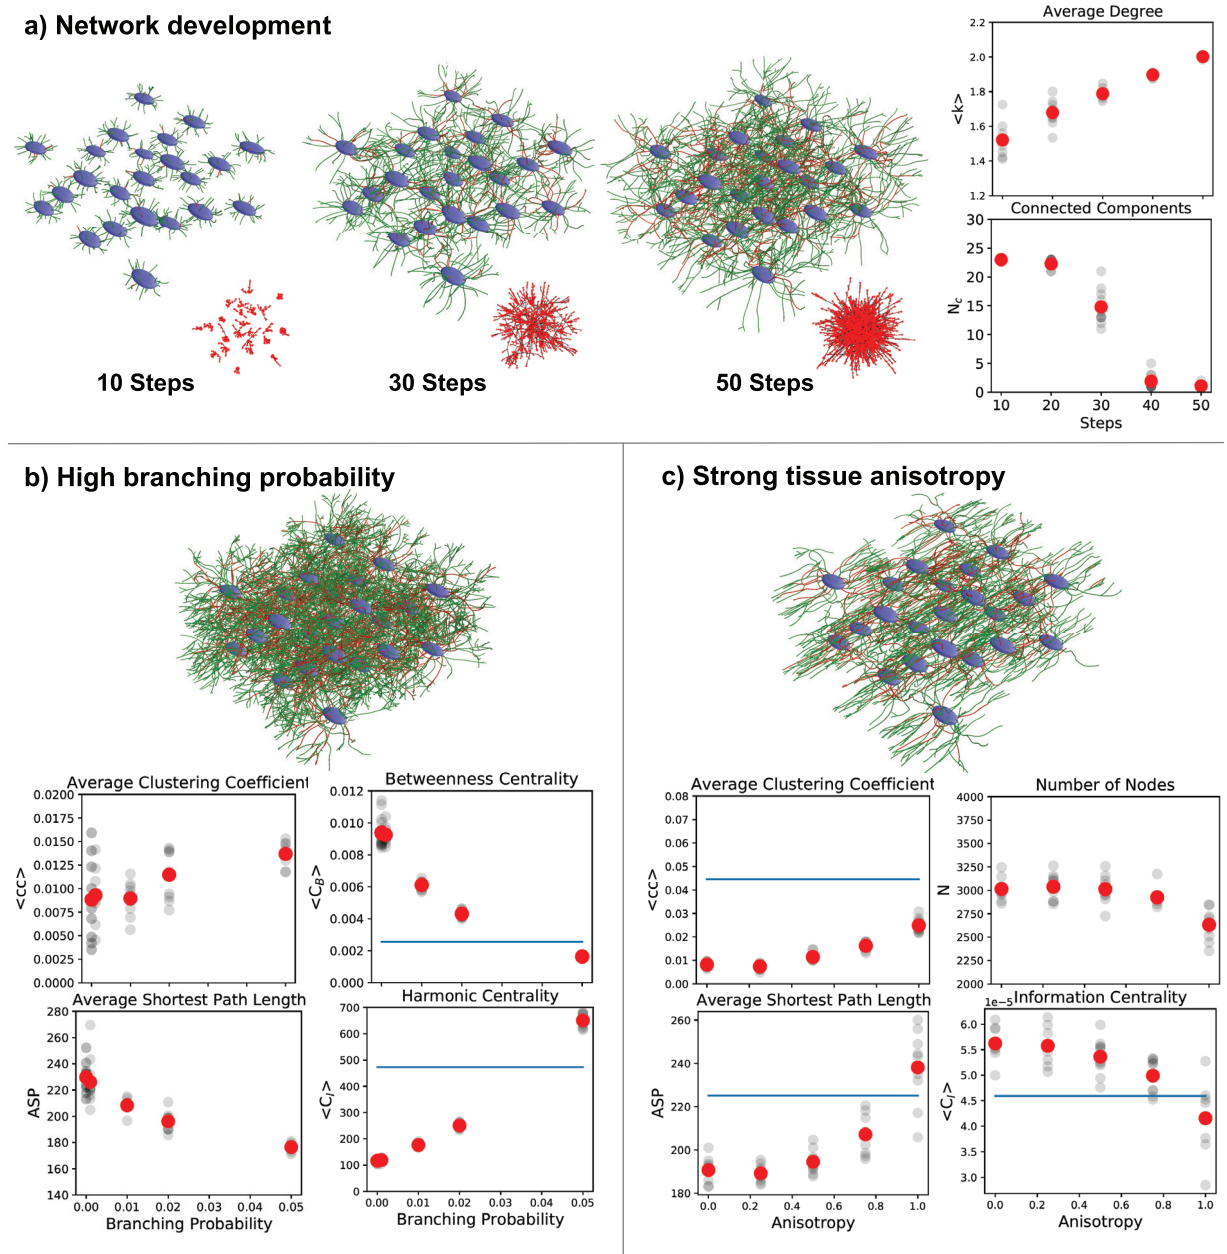 a) Network development
10 Steps
30 Steps
50 Steps
Average Degree
2.2
2.0
1.8
1.6
1.4
1.2
<k>
Connected Components
30
25
20
15
10
5
0
N_c
10 20 30 40 50
Steps
b) High branching probability
Average Clustering Coefficient
0.0200
0.0175
0.0150
0.0125
0.0100
0.0075
0.0050
0.0025
0.0000
<cc>
Betweenness Centrality
0.012
0.010
0.008
0.006
0.004
0.002
0.000
<C_B>
Average Shortest Path Length
280
260
240
220
200
180
160
140
ASP
0.00 0.01 0.02 0.03 0.04 0.05
Branching Probability
Harmonic Centrality
700
600
500
400
300
200
100
0
<C_I>
0.00 0.01 0.02 0.03 0.04 0.05
Branching Probability
c) Strong tissue anisotropy
Average Clustering Coefficient
0.08
0.07
0.06
0.05
0.04
0.03
0.02
0.01
0.00
<cc>
Number of Nodes
4000
3750
3500
3250
3000
2750
2500
2250
2000
N
Average Shortest Path Length
260
240
220
200
180
ASP
0.0 0.2 0.4 0.6 0.8 1.0
Anisotropy
1e−5 Information Centrality
6.0
5.5
5.0
4.5
4.0
3.5
3.0
<C_I>
0.0 0.2 0.4 0.6 0.8 1.0
Anisotropy